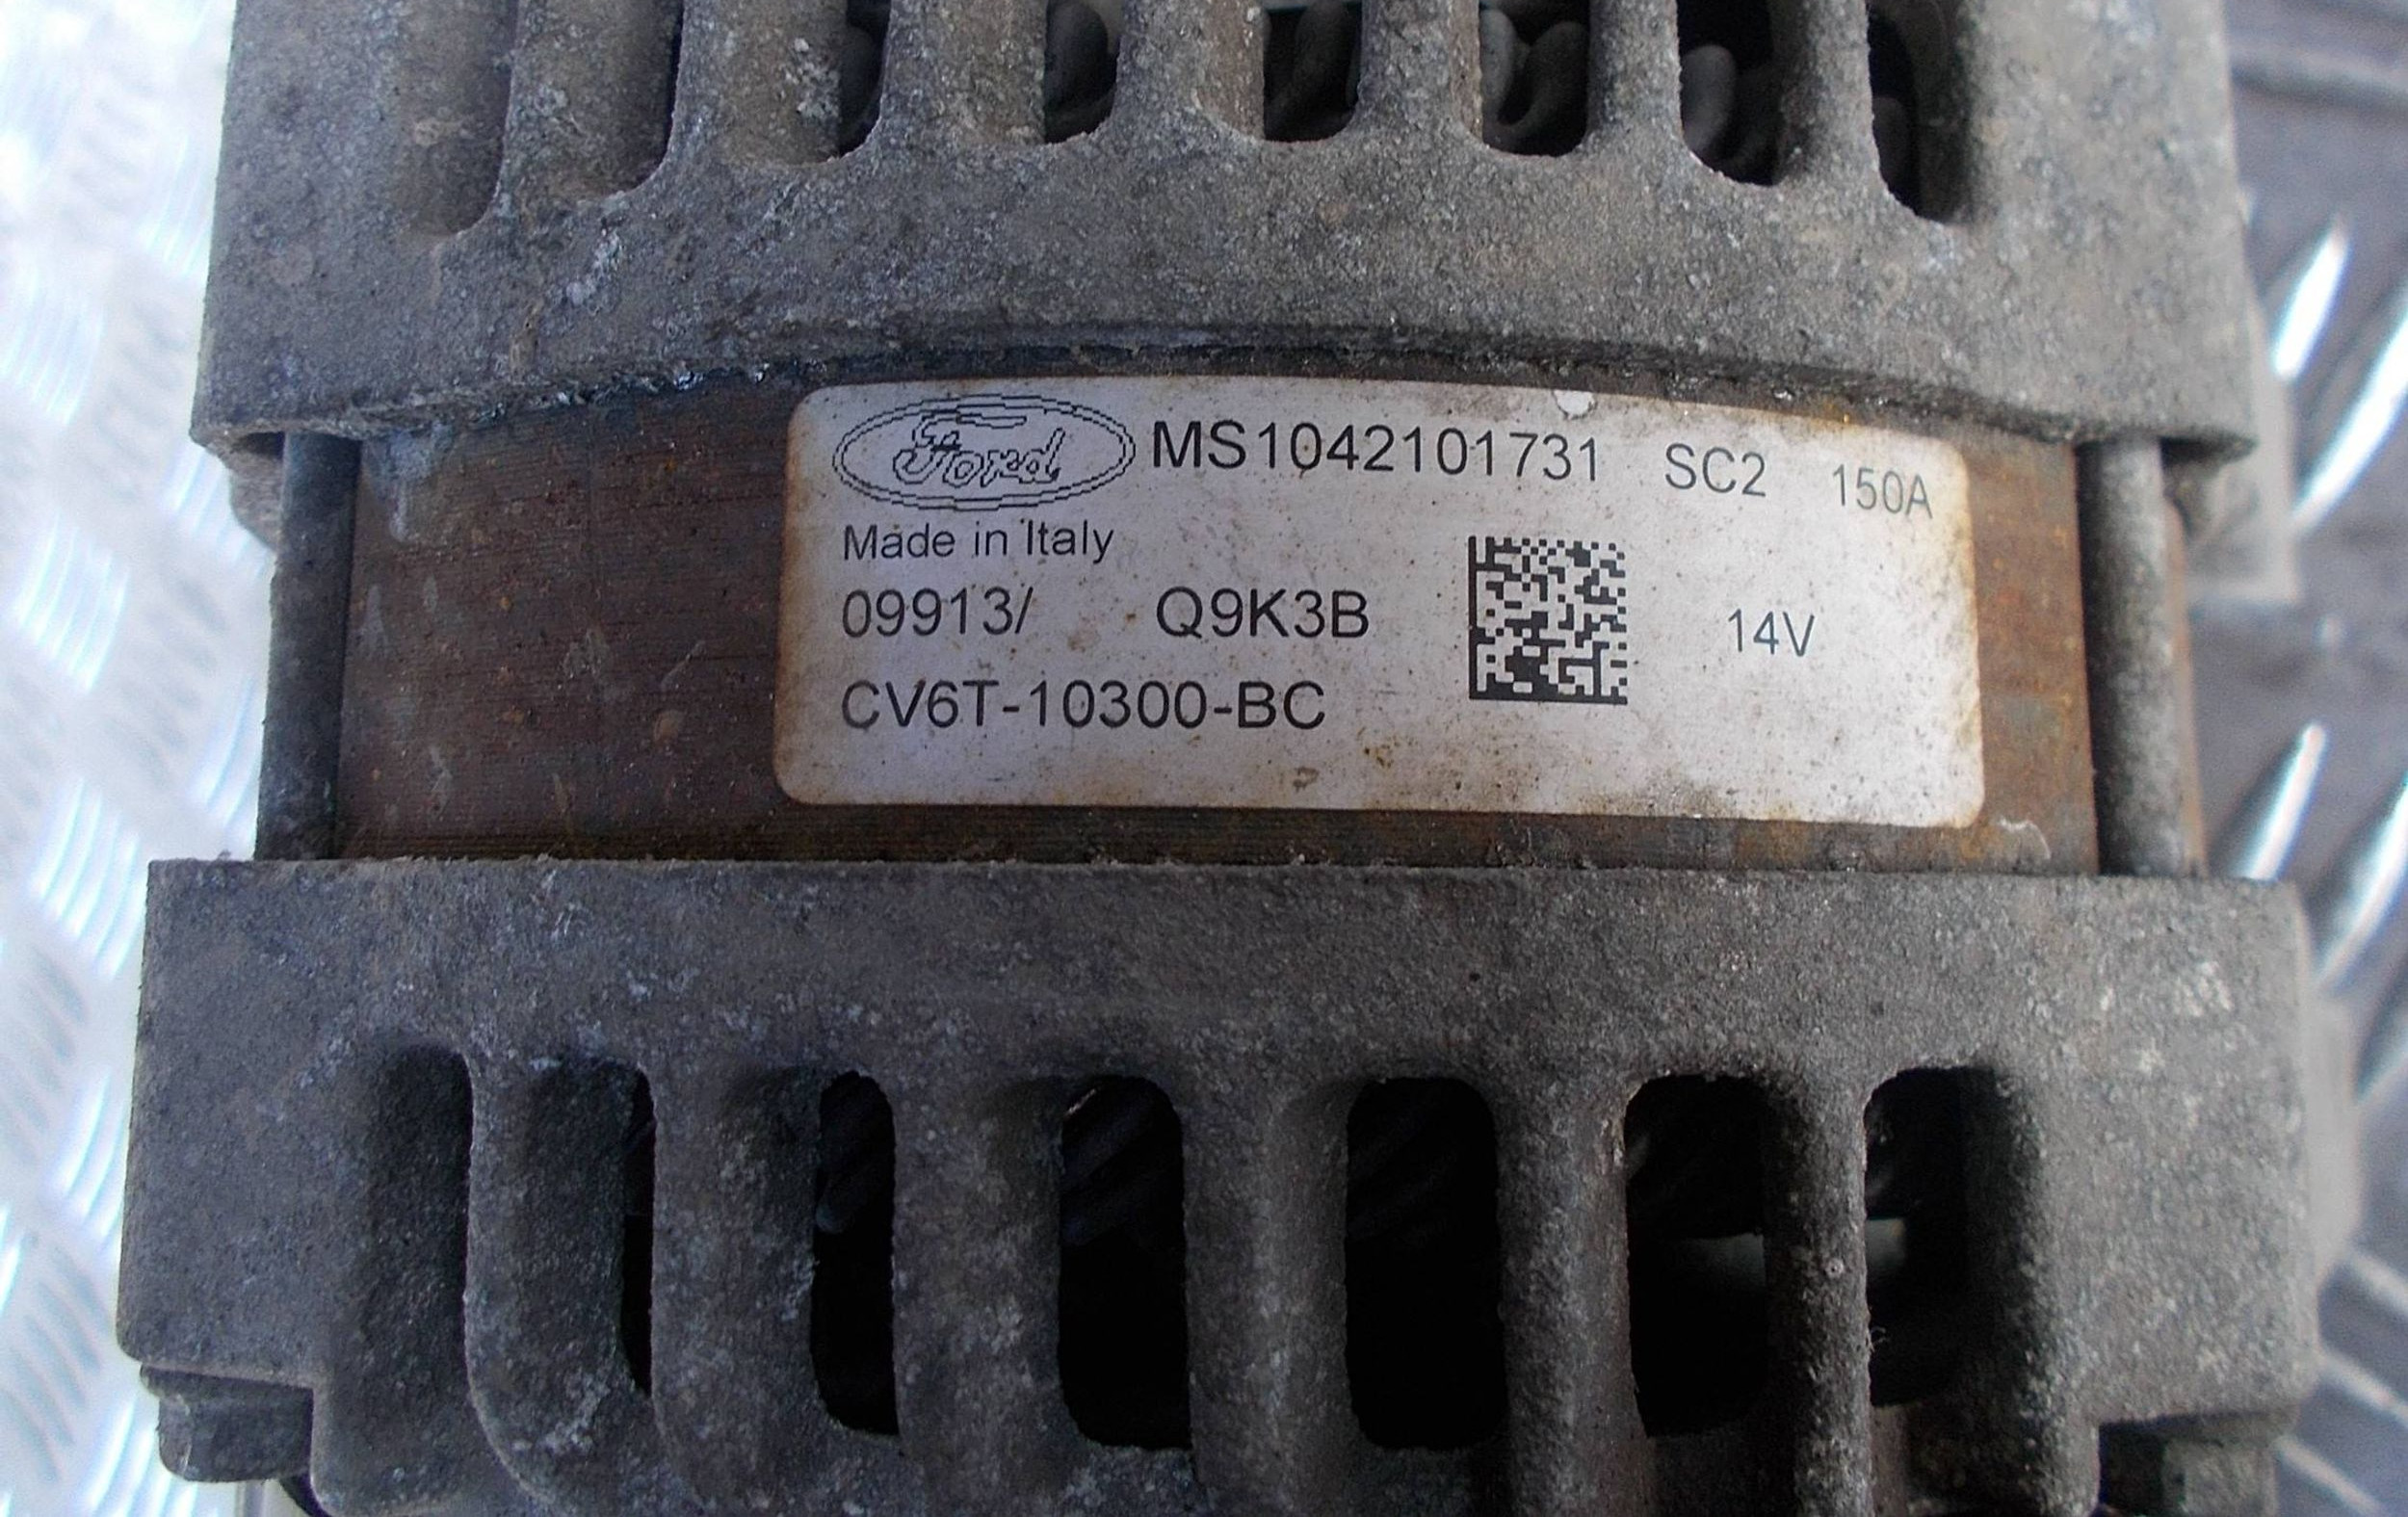 Ford MS1042101731 SC2 150A
Made in Italy
09913/ Q9K3B 14V
CV6T-10300-BC